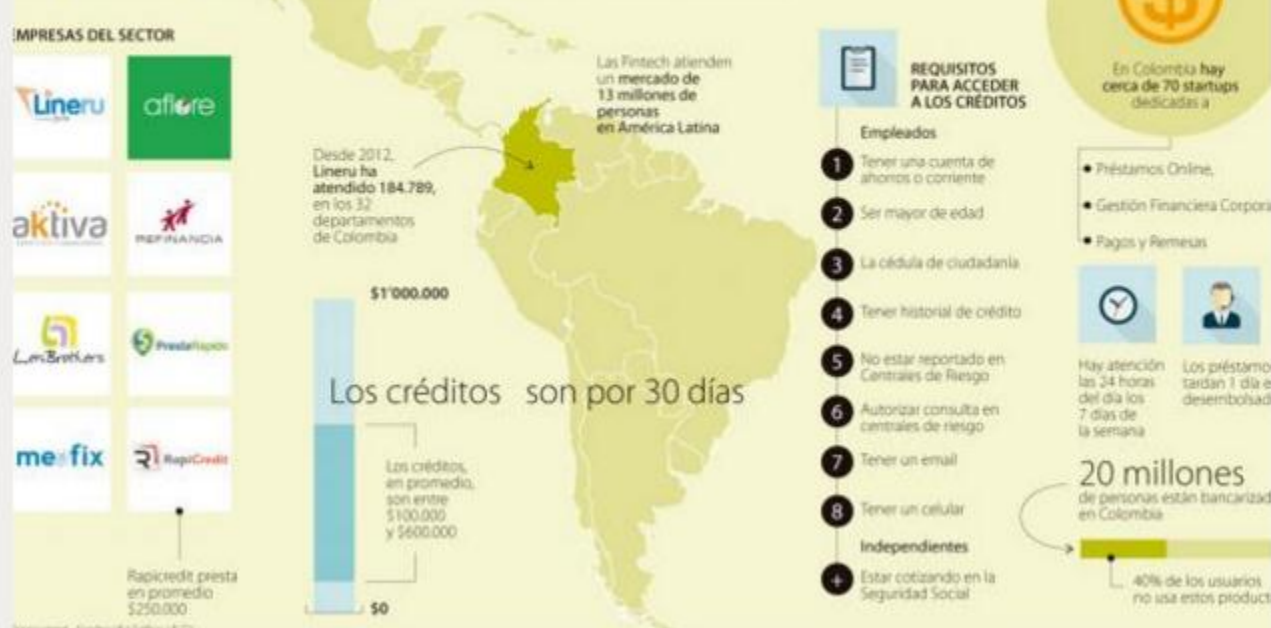 EMPRESAS DEL SECTOR
Lineru
aflore
aktiva
REFINANCIA
LeniBrothers
PrestaRapido
me fix
RapiCredit
Rapicredit presta
en promedio
$250.000
Desde 2012,
Lineru ha
atendido 184.789,
en los 32
departamentos
de Colombia
Las Fintech atienden
un mercado de
13 millones de
personas
en América Latina
$1'000.000
Los créditos son por 30 días
Los créditos,
en promedio,
son entre
$100.000
y $600.000
$0
REQUISITOS
PARA ACCEDER
A LOS CRÉDITOS
Empleados
1 Tener una cuenta de
ahorros o corriente
2 Ser mayor de edad
3 La cédula de ciudadanía
4 Tener historial de crédito
5 No estar reportado en
Centrales de Riesgo
6 Autorizar consulta en
centrales de riesgo
7 Tener un email
8 Tener un celular
Independientes
+ Estar cotizando en la
Seguridad Social
$
En Colombia hay
cerca de 70 startups
dedicadas a
• Préstamos Online,
• Gestión Financiera Corpora
• Pagos y Remesas
Hay atención
las 24 horas
del día los
7 días de
la semana
Los préstamo
tardan 1 día e
desembolsad
20 millones
de personas están bancarizad
en Colombia
40% de los usuarios
no usa estos product